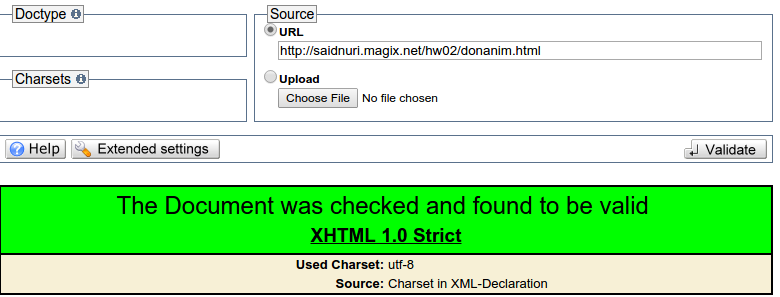 Doctype
Charsets
Source
URL
http://saidnuri.magix.net/hw02/donanim.html
Upload
Choose File No file chosen
Help Extended settings Validate
The Document was checked and found to be valid
XHTML 1.0 Strict
Used Charset: utf-8
Source: Charset in XML-Declaration